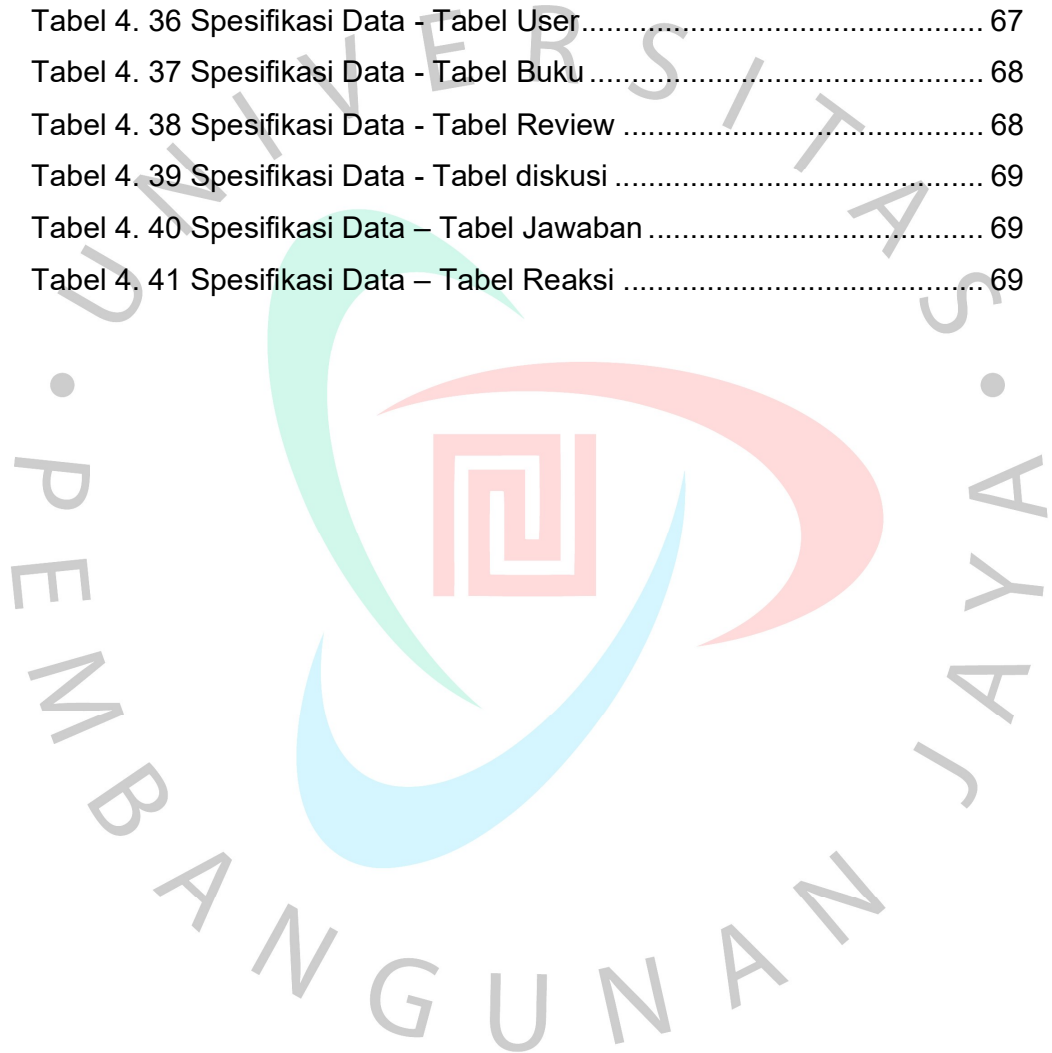 Tabel 4. 36 Spesifikasi Data - Tabel User................................................ 67
Tabel 4. 37 Spesifikasi Data - Tabel Buku ............................................... 68
Tabel 4. 38 Spesifikasi Data - Tabel Review ........................................... 68
Tabel 4. 39 Spesifikasi Data - Tabel diskusi ............................................ 69
Tabel 4. 40 Spesifikasi Data – Tabel Jawaban ........................................ 69
Tabel 4. 41 Spesifikasi Data – Tabel Reaksi ........................................... 69
UNIVERSITAS • PEMBANGUNAN JAYA •